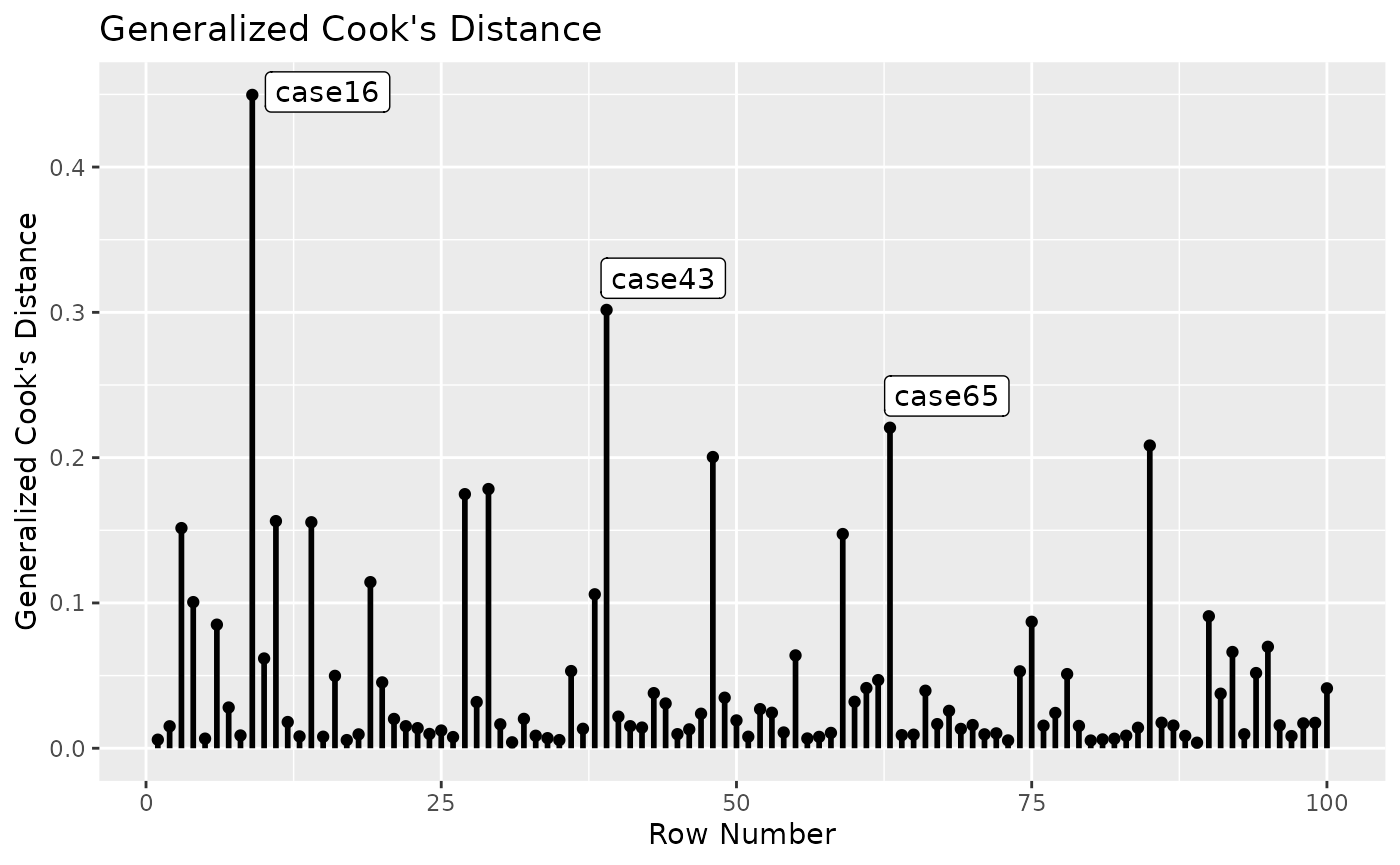 Generalized Cook's Distance
case16
case43
case65
0.4
0.3
0.2
0.1
0.0
Generalized Cook's Distance
0 25 50 75 100
Row Number